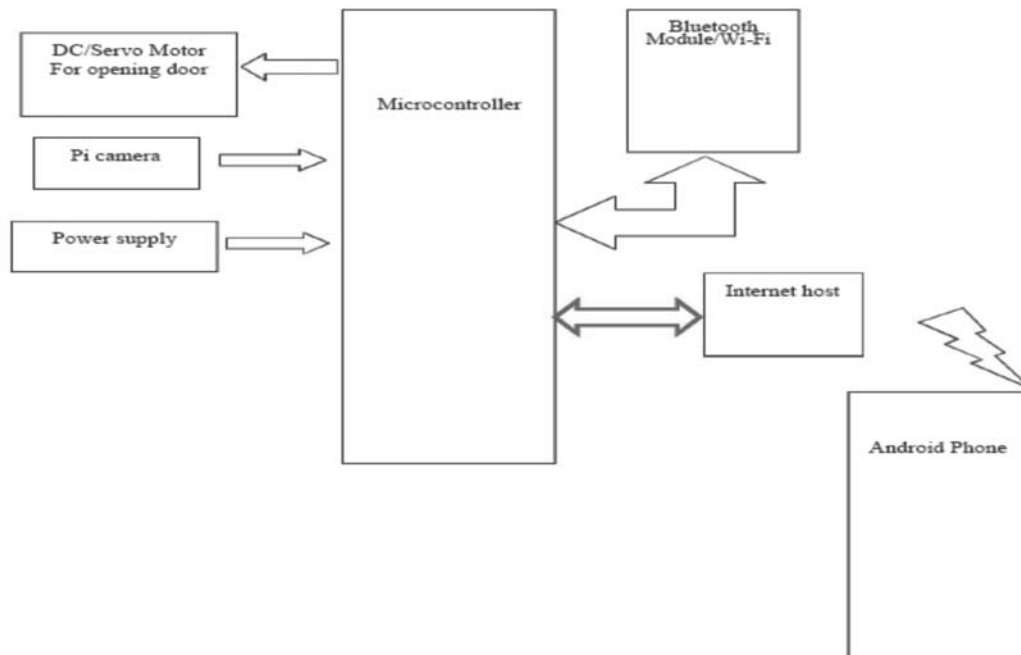 DC/Servo Motor
For opening door
Pi camera
Power supply
Microcontroller
Bluetooth
Module/Wi-Fi
Internet host
Android Phone